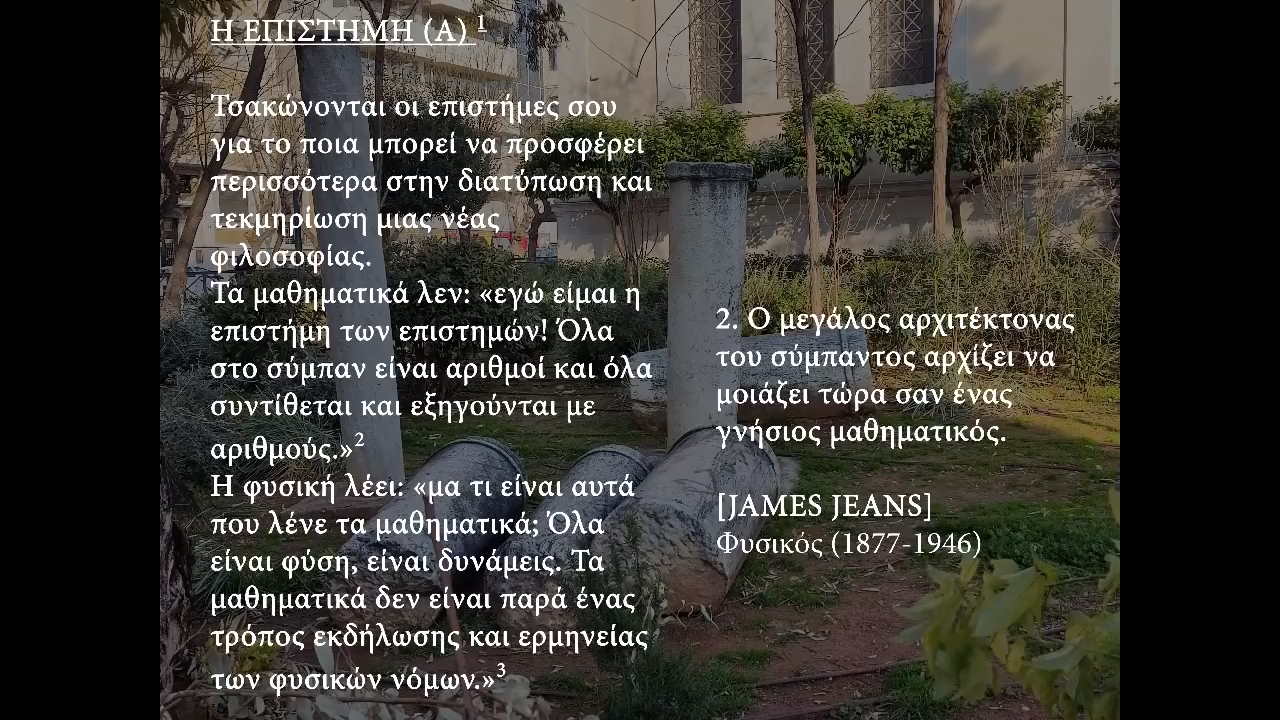 Η ΕΠΙΣΤΗΜΗ (Α) 1
Τσακώνονται οι επιστήμες σου
για το ποια μπορεί να προσφέρει
περισσότερα στην διατύπωση και
τεκμηρίωση μιας νέας
φιλοσοφίας.
Τα μαθηματικά λεν: «εγώ είμαι η
επιστήμη των επιστημών! Όλα
στο σύμπαν είναι αριθμοί και όλα
συντίθεται και εξηγούνται με
αριθμούς.»2
Η φυσική λέει: «μα τι είναι αυτά
που λένε τα μαθηματικά; Όλα
είναι φύση, είναι δυνάμεις. Τα
μαθηματικά δεν είναι παρά ένας
τρόπος εκδήλωσης και ερμηνείας
των φυσικών νόμων.»3
2. Ο μεγάλος αρχιτέκτονας
του σύμπαντος αρχίζει να
μοιάζει τώρα σαν ένας
γνήσιος μαθηματικός.
[JAMES JEANS]
Φυσικός (1877-1946)